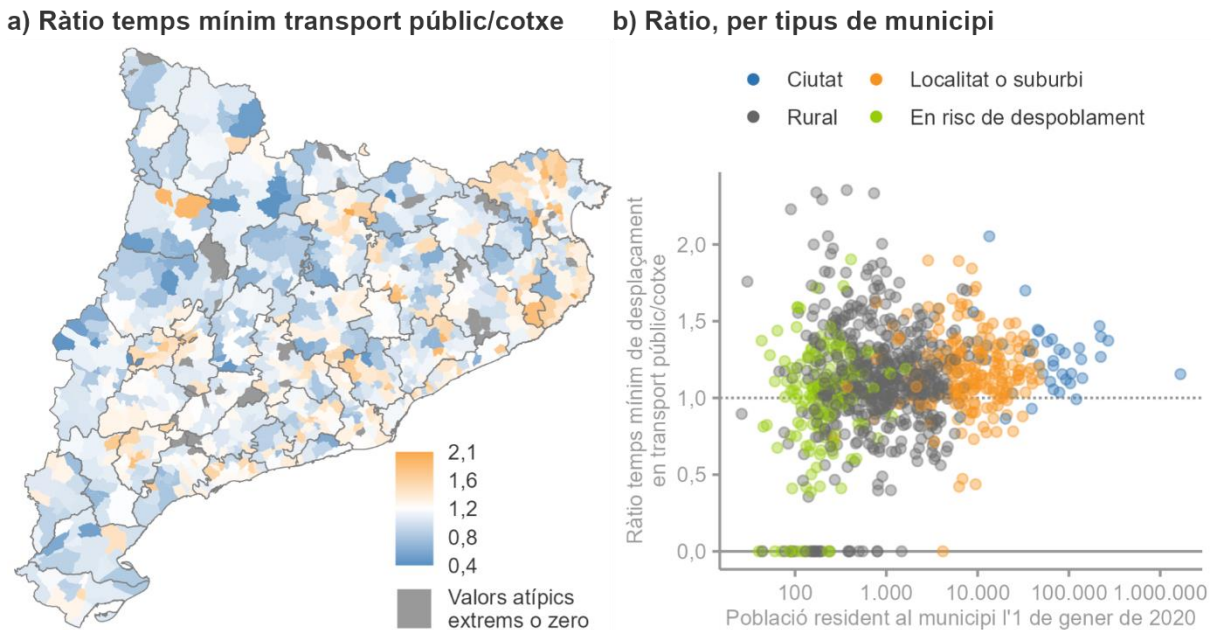 a) Ràtio temps mínim transport públic/cotxe
2,1
1,6
1,2
0,8
0,4
Valors atípics
extrems o zero
b) Ràtio, per tipus de municipi
Ciutat
Localitat o suburbi
Rural
En risc de despoblament
Ràtio temps mínim de desplaçament
en transport públic/cotxe
2,0
1,5
1,0
0,5
0,0
100
1.000
10.000
100.000
1.000.000
Població resident al municipi l'1 de gener de 2020